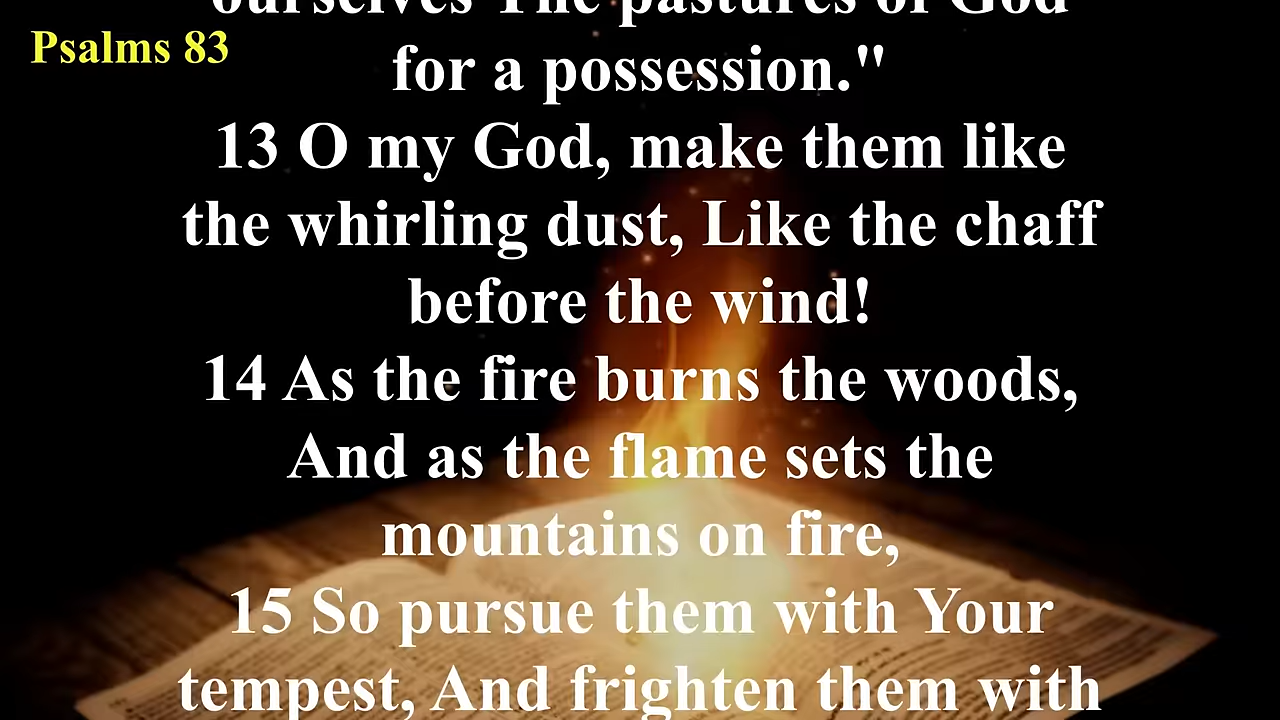 ourselves The pastures of God
Psalms 83
for a possession."
13 O my God, make them like
the whirling dust, Like the chaff
before the wind!
14 As the fire burns the woods,
And as the flame sets the
mountains on fire,
15 So pursue them with Your
tempest, And frighten them with